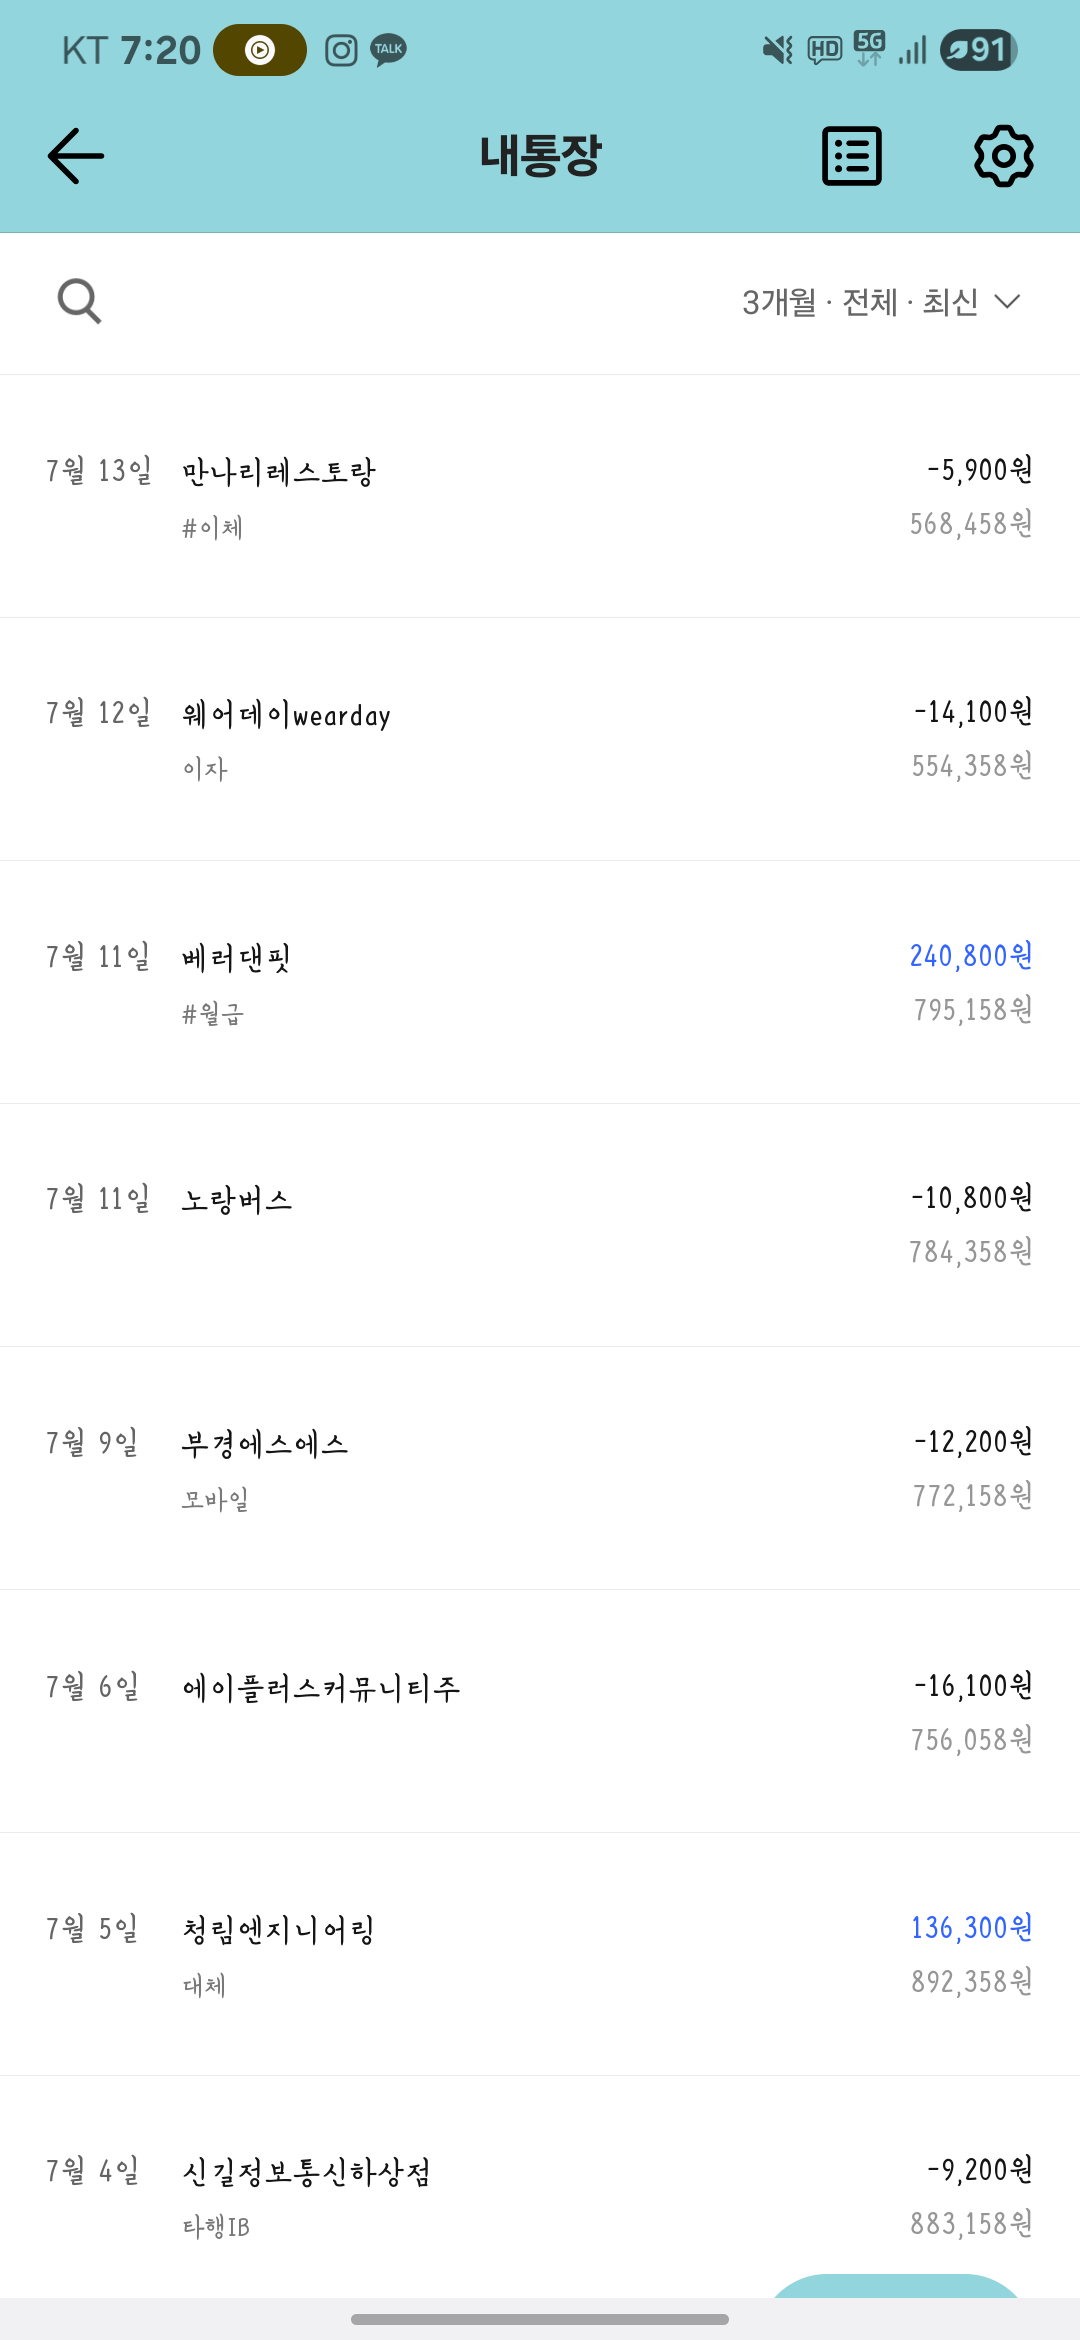 KT 7:20 TALK HD 5G 91
내통장
3개월 · 전체 · 최신
7월 13일 만나리레스토랑 -5,900원
#이체 568,458원
7월 12일 웨어데이wearday -14,100원
이자 554,358원
7월 11일 베러댄핏 240,800원
#월급 795,158원
7월 11일 노랑버스 -10,800원
784,358원
7월 9일 부경에스에스 -12,200원
모바일 772,158원
7월 6일 에이플러스커뮤니티주 -16,100원
756,058원
7월 5일 청림엔지니어링 136,300원
대체 892,358원
7월 4일 신길정보통신하상점 -9,200원
타행IB 883,158원